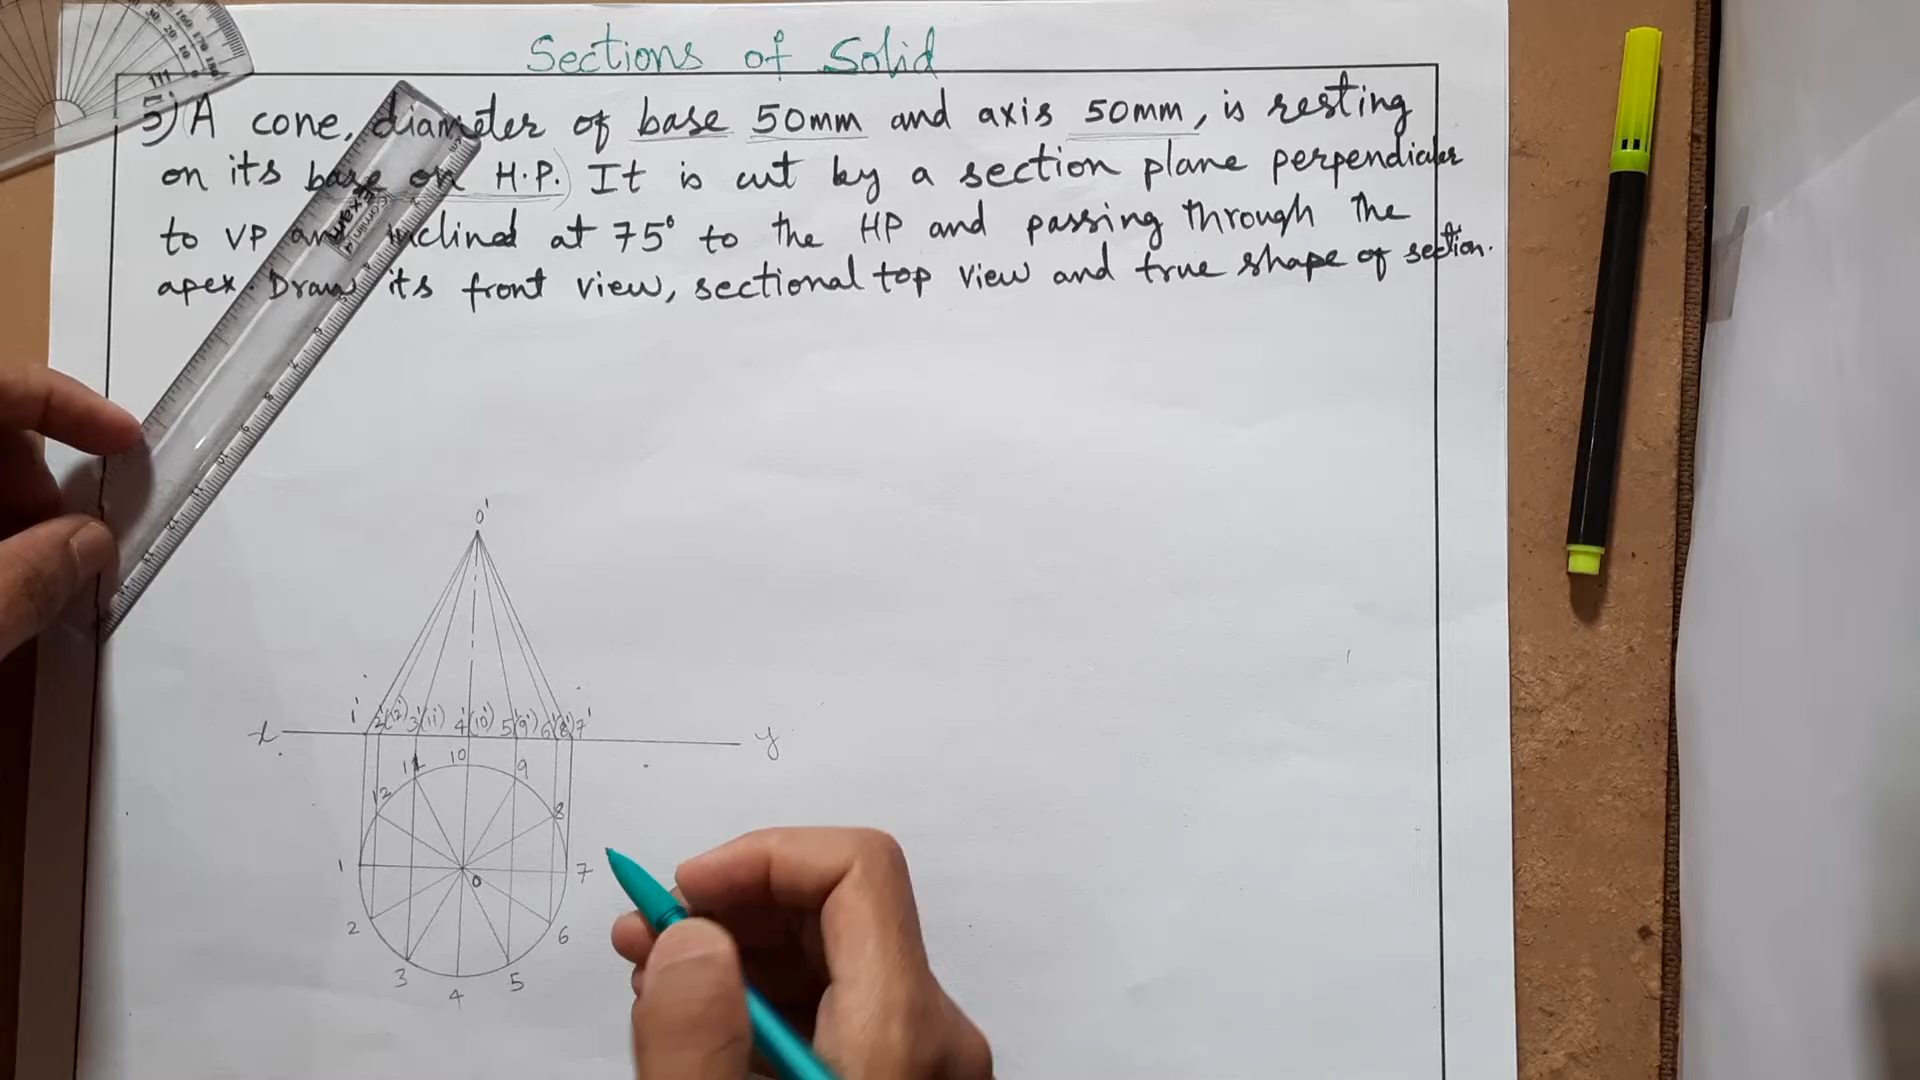 Sections of Solid
5) A cone, diameter of base 50mm and axis 50mm, is resting
on its base on H.P. It is cut by a section plane perpendicular
to VP and inclined at 75° to the HP and passing through the
apex. Draw its front view, sectional top view and true shape of section.
o'
1' 2'(12') 3'(11') 4'(10') 5'(9') 6'(8') 7'
x y
11 10 9
12 8
1 o 7
2 6
3 4 5